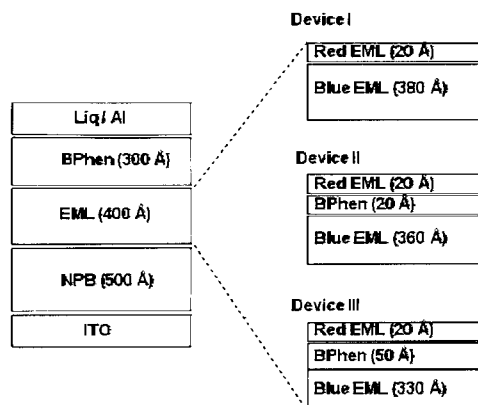 Device I
Red EML (20 Å)
Blue EML (380 Å)
Liq/ Al
BPhen (300 Å)
EML (400 Å)
NPB (500 Å)
ITO
Device II
Red EML (20 Å)
BPhen (20 Å)
Blue EML (360 Å)
Device III
Red EML (20 Å)
BPhen (50 Å)
Blue EML (330 Å)